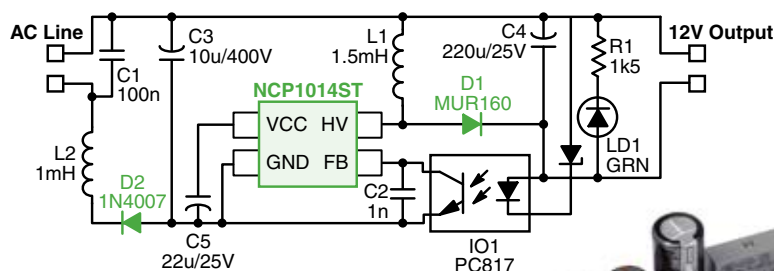 AC Line
C1
100n
C3
10u/400V
L1
1.5mH
C4
220u/25V
R1
1k5
12V Output
NCP1014ST
VCC HV
GND FB
D1
MUR160
L2
1mH
D2
1N4007
C2
1n
LD1
GRN
C5
22u/25V
IO1
PC817